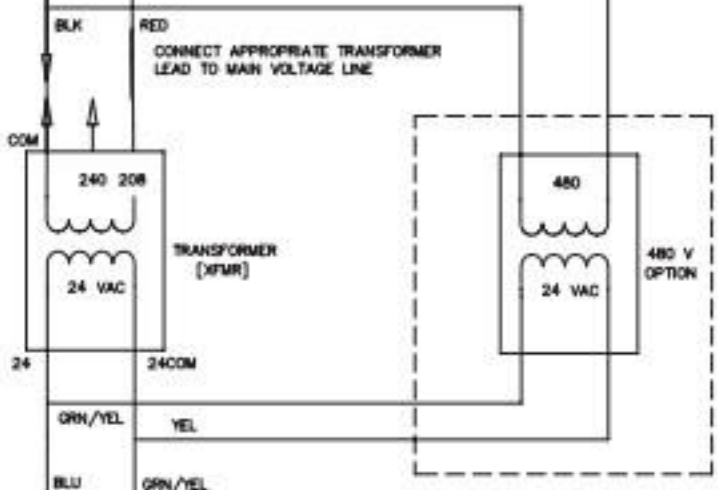 BLK
RED
CONNECT APPROPRIATE TRANSFORMER
LEAD TO MAIN VOLTAGE LINE
COM
240 208
480
TRANSFORMER
[XFMR]
480 V
OPTION
24 VAC
24 VAC
24
24COM
GRN/YEL
YEL
BLU
GRN/YEL